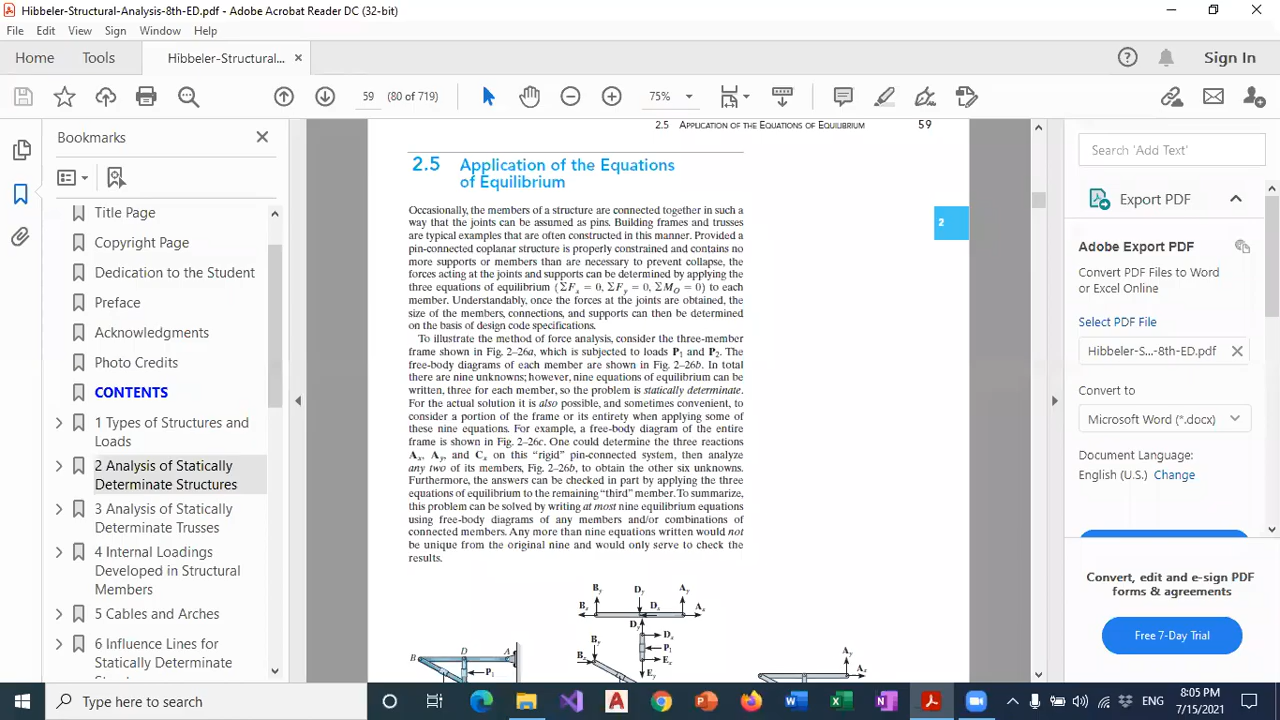 Hibbeler-Structural-Analysis-8th-ED.pdf - Adobe Acrobat Reader DC (32-bit)
File Edit View Sign Window Help
Home Tools Hibbeler-Structural... Sign In
59 (80 of 719) 75%
Bookmarks
Title Page
Copyright Page
Dedication to the Student
Preface
Acknowledgments
Photo Credits
CONTENTS
1 Types of Structures and
Loads
2 Analysis of Statically
Determinate Structures
3 Analysis of Statically
Determinate Trusses
4 Internal Loadings
Developed in Structural
Members
5 Cables and Arches
6 Influence Lines for
Statically Determinate
2.5 APPLICATION OF THE EQUATIONS OF EQUILIBRIUM 59
2.5 Application of the Equations
of Equilibrium
2
Occasionally, the members of a structure are connected together in such a
way that the joints can be assumed as pins. Building frames and trusses
are typical examples that are often constructed in this manner. Provided a
pin-connected coplanar structure is properly constrained and contains no
more supports or members than are necessary to prevent collapse, the
forces acting at the joints and supports can be determined by applying the
three equations of equilibrium (ΣFx = 0, ΣFy = 0, ΣMO = 0) to each
member. Understandably, once the forces at the joints are obtained, the
size of the members, connections, and supports can then be determined
on the basis of design code specifications.
To illustrate the method of force analysis, consider the three-member
frame shown in Fig. 2–26a, which is subjected to loads P1 and P2. The
free-body diagrams of each member are shown in Fig. 2–26b. In total
there are nine unknowns; however, nine equations of equilibrium can be
written, three for each member, so the problem is statically determinate.
For the actual solution it is also possible, and sometimes convenient, to
consider a portion of the frame or its entirety when applying some of
these nine equations. For example, a free-body diagram of the entire
frame is shown in Fig. 2–26c. One could determine the three reactions
Ax, Ay, and Cx on this “rigid” pin-connected system, then analyze
any two of its members, Fig. 2–26b, to obtain the other six unknowns.
Furthermore, the answers can be checked in part by applying the three
equations of equilibrium to the remaining “third” member. To summarize,
this problem can be solved by writing at most nine equilibrium equations
using free-body diagrams of any members and/or combinations of
connected members. Any more than nine equations written would not
be unique from the original nine and would only serve to check the
results.
By Dy Ay
Bx Dx Ax
Dy
Dx
By P1
Bx Ex
Ey
B D A
P1
Ay
Ax
Search 'Add Text'
Export PDF
Adobe Export PDF
Convert PDF Files to Word
or Excel Online
Select PDF File
Hibbeler-S...-8th-ED.pdf
Convert to
Microsoft Word (*.docx)
Document Language:
English (U.S.) Change
Convert, edit and e-sign PDF
forms & agreements
Free 7-Day Trial
Type here to search
ENG
8:05 PM
7/15/2021